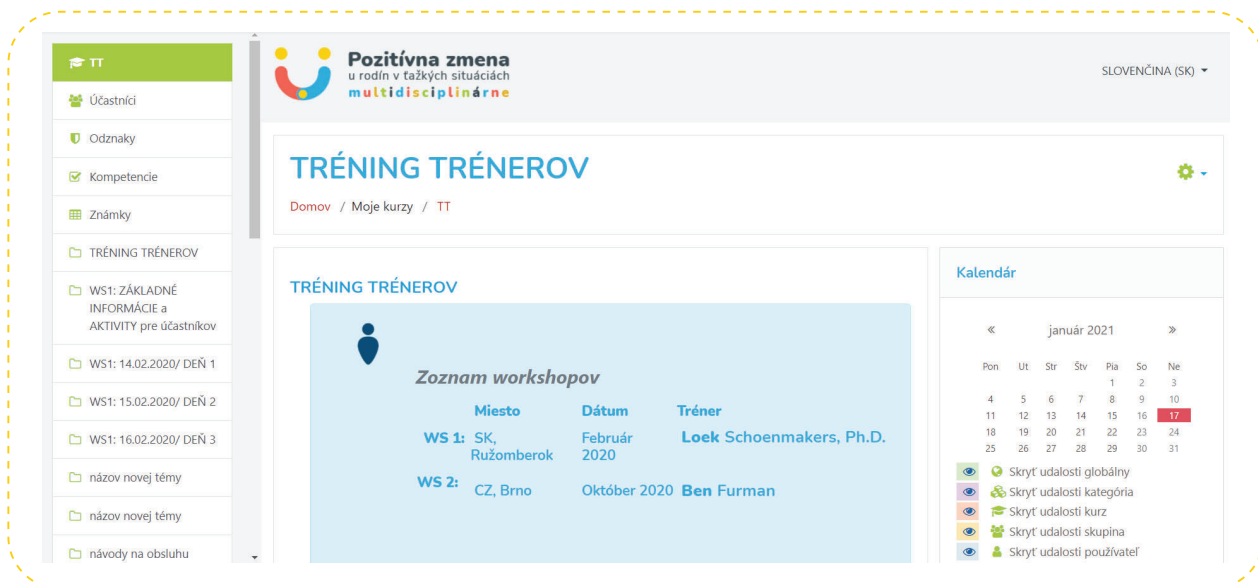 TT
Účastníci
Odznaky
Kompetencie
Známky
TRÉNING TRÉNEROV
WS1: ZÁKLADNÉ
INFORMÁCIE a
AKTIVITY pre účastníkov
WS1: 14.02.2020/ DEŇ 1
WS1: 15.02.2020/ DEŇ 2
WS1: 16.02.2020/ DEŇ 3
názov novej témy
názov novej témy
návody na obsluhu
Pozitívna zmena
u rodín v ťažkých situáciách
multidisciplinárne
SLOVENČINA (SK)
TRÉNING TRÉNEROV
Domov / Moje kurzy / TT
TRÉNING TRÉNEROV
Zoznam workshopov
Miesto Dátum Tréner
WS 1: SK, Ružomberok Február 2020 Loek Schoenmakers, Ph.D.
WS 2: CZ, Brno Október 2020 Ben Furman
Kalendár
« január 2021 »
Pon Ut Str Štv Pia So Ne
1 2 3
4 5 6 7 8 9 10
11 12 13 14 15 16 17
18 19 20 21 22 23 24
25 26 27 28 29 30 31
Skryť udalosti globálny
Skryť udalosti kategória
Skryť udalosti kurz
Skryť udalosti skupina
Skryť udalosti používateľ